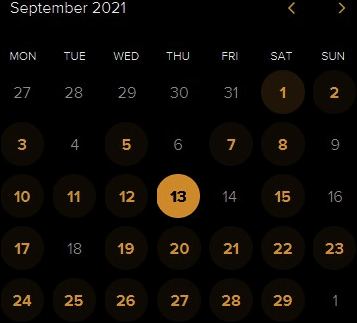 September 2021
MON TUE WED THU FRI SAT SUN
27 28 29 30 31 1 2
3 4 5 6 7 8 9
10 11 12 13 14 15 16
17 18 19 20 21 22 23
24 25 26 27 28 29 1